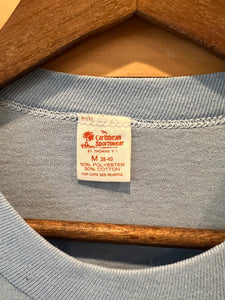 Caribbean
Sportswear
ST. THOMAS V.I.
M 38-40
50% POLYESTER
50% COTTON
FOR CARE SEE REVERSE